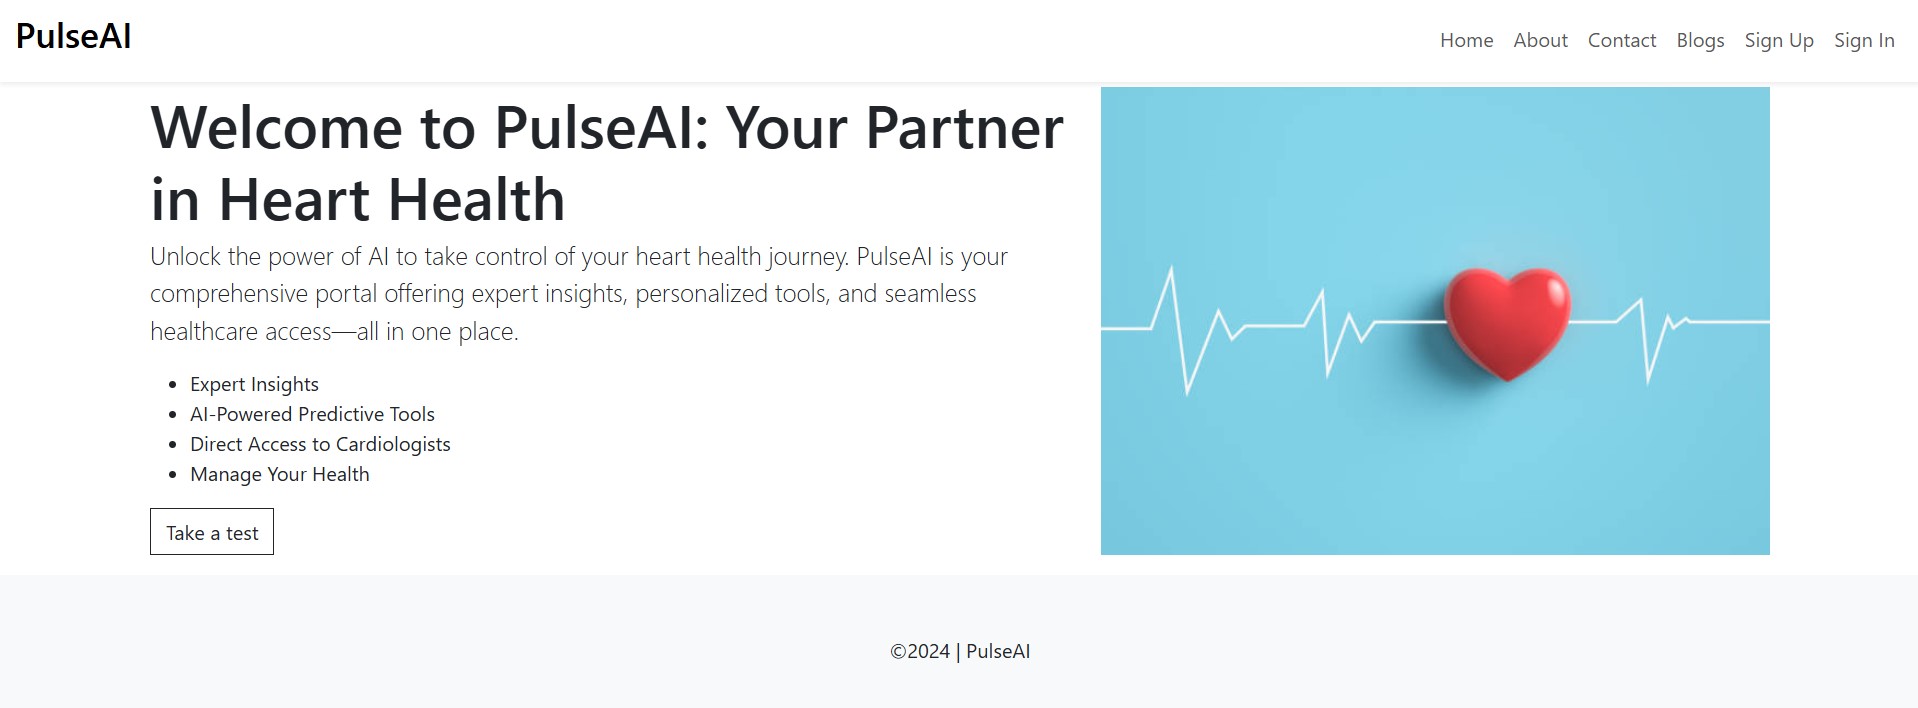 PulseAI
Home About Contact Blogs Sign Up Sign In
Welcome to PulseAI: Your Partner
in Heart Health
Unlock the power of AI to take control of your heart health journey. PulseAI is your
comprehensive portal offering expert insights, personalized tools, and seamless
healthcare access—all in one place.
• Expert Insights
• AI-Powered Predictive Tools
• Direct Access to Cardiologists
• Manage Your Health
Take a test
©2024 | PulseAI